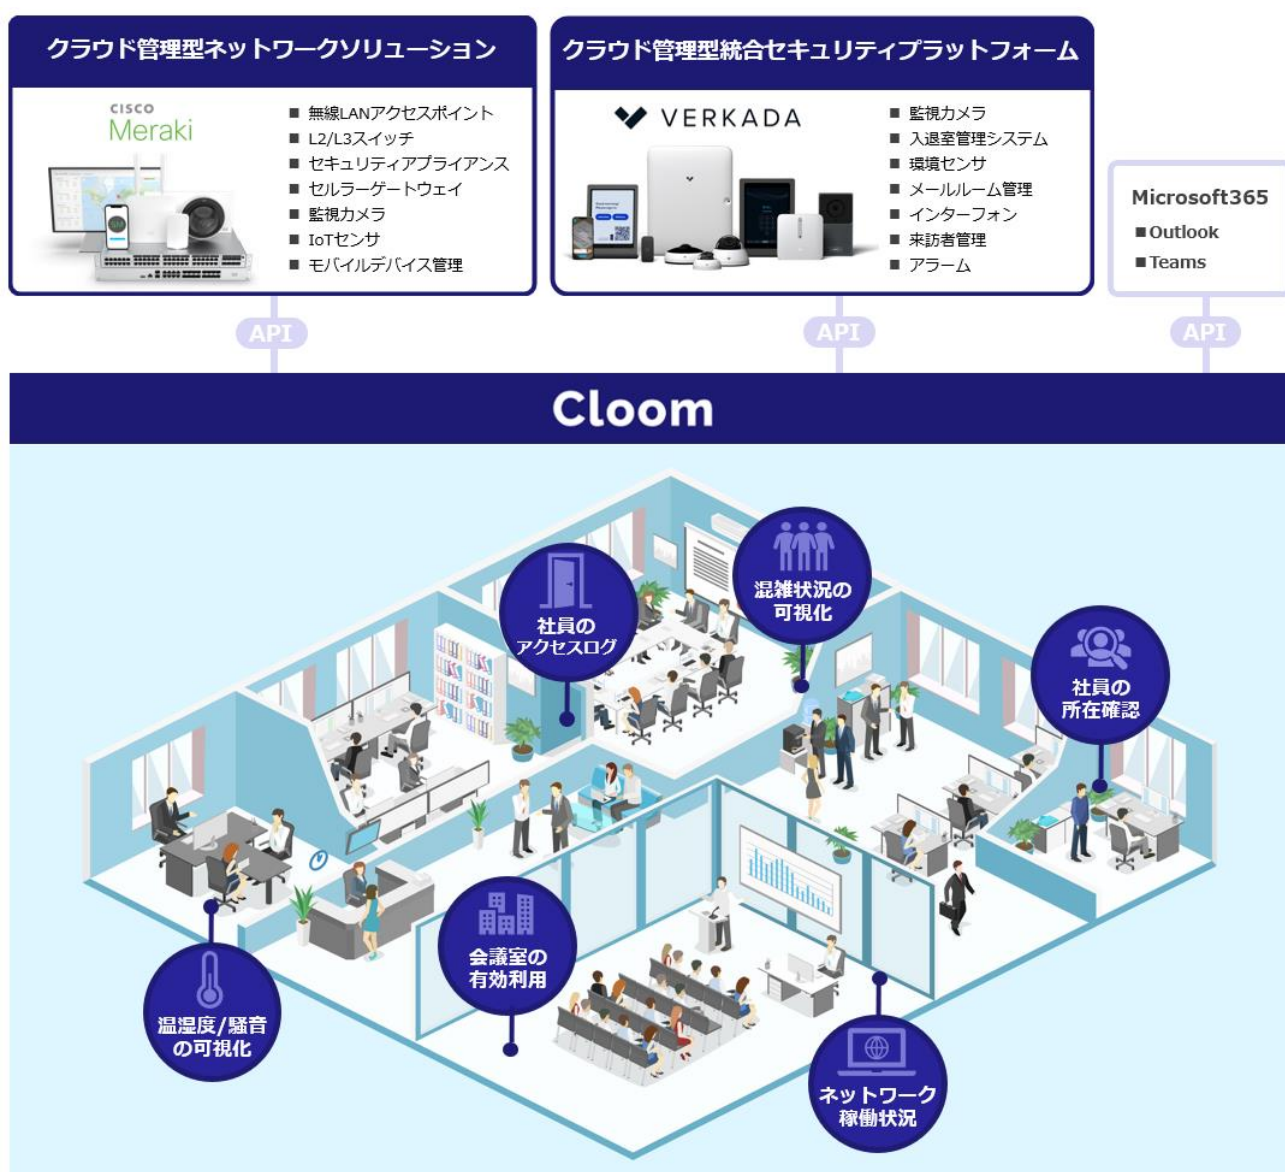 クラウド管理型ネットワークソリューション
CISCO
Meraki
■ 無線LANアクセスポイント
■ L2/L3スイッチ
■ セキュリティアプライアンス
■ セルラーゲートウェイ
■ 監視カメラ
■ IoTセンサ
■ モバイルデバイス管理
クラウド管理型統合セキュリティプラットフォーム
VERKADA
■ 監視カメラ
■ 入退室管理システム
■ 環境センサ
■ メールルーム管理
■ インターフォン
■ 来訪者管理
■ アラーム
Microsoft365
■Outlook
■Teams
API
API
API
Cloom
混雑状況の
可視化
社員の
アクセスログ
社員の
所在確認
会議室の
有効利用
温湿度/騒音
の可視化
ネットワーク
稼働状況